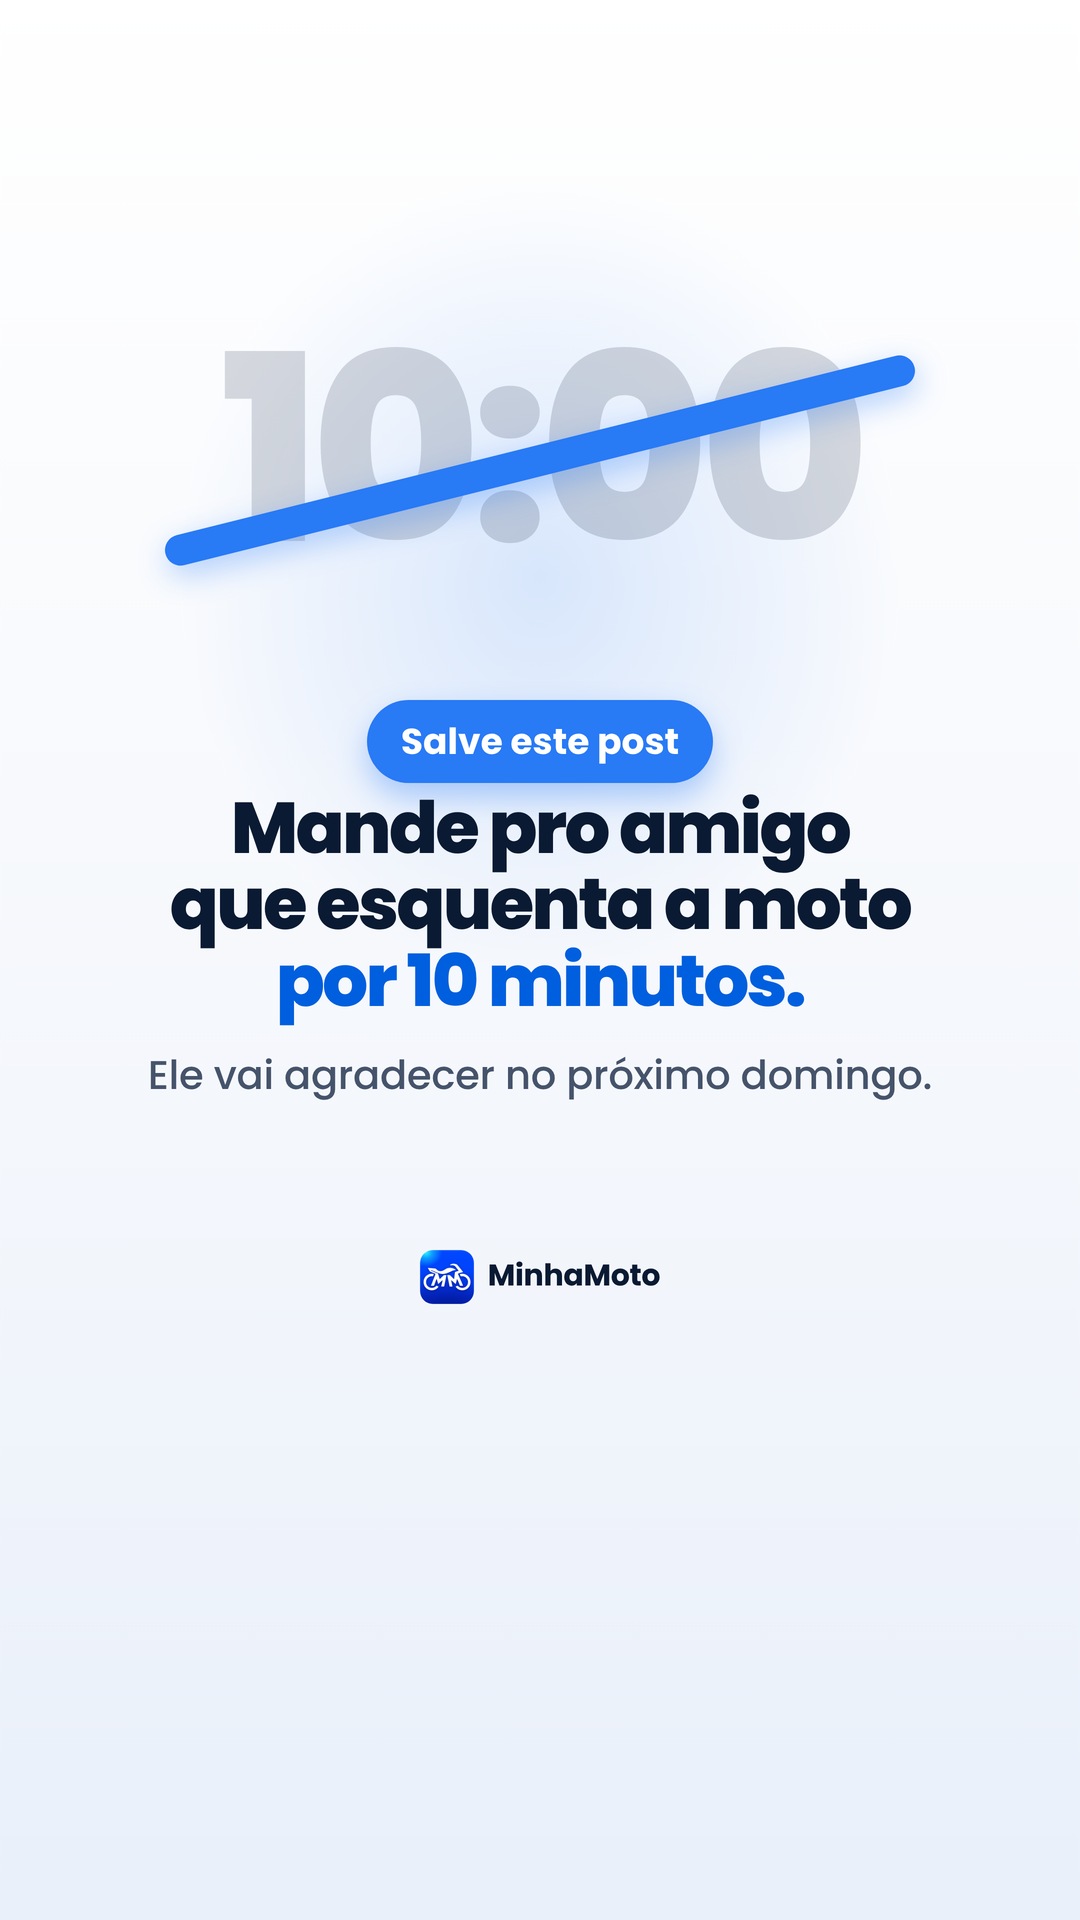 10:00
Salve este post
Mande pro amigo
que esquenta a moto
por 10 minutos.
Ele vai agradecer no próximo domingo.
MM MinhaMoto